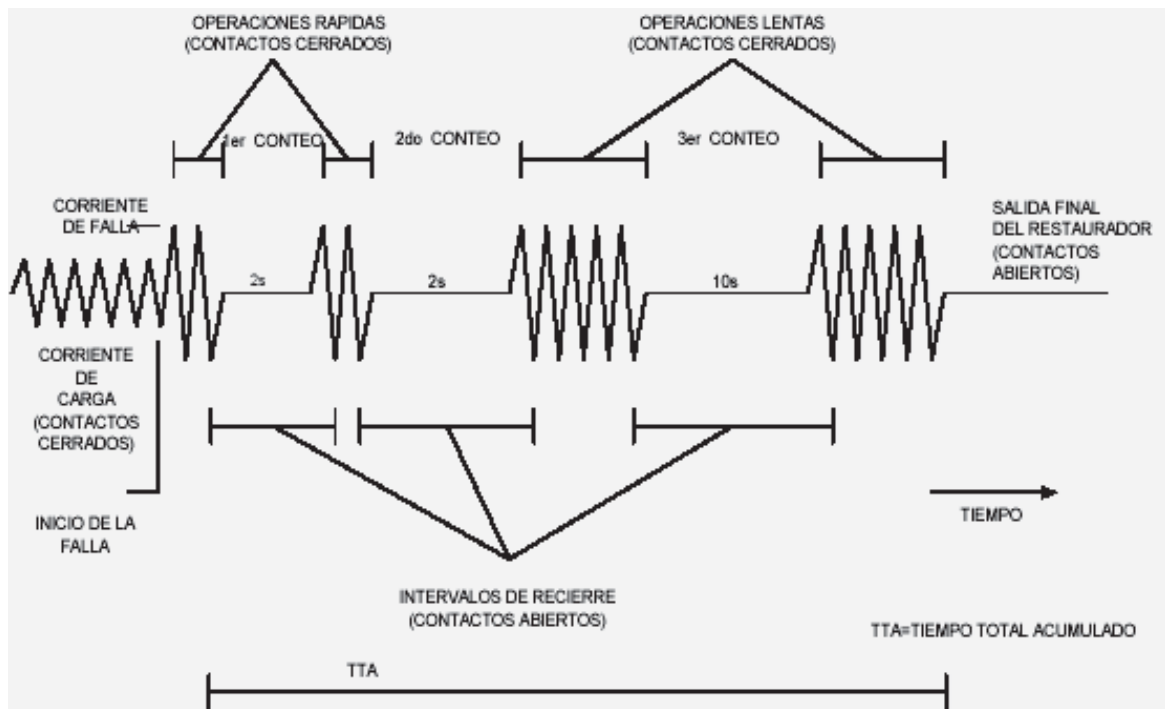 OPERACIONES RAPIDAS
(CONTACTOS CERRADOS)
OPERACIONES LENTAS
(CONTACTOS CERRADOS)
1er CONTEO
2do CONTEO
3er CONTEO
CORRIENTE
DE FALLA
SALIDA FINAL
DEL RESTAURADOR
(CONTACTOS
ABIERTOS)
2s
2s
10s
CORRIENTE
DE
CARGA
(CONTACTOS
CERRADOS)
INICIO DE LA
FALLA
TIEMPO
INTERVALOS DE RECIERRE
(CONTACTOS ABIERTOS)
TTA=TIEMPO TOTAL ACUMULADO
TTA